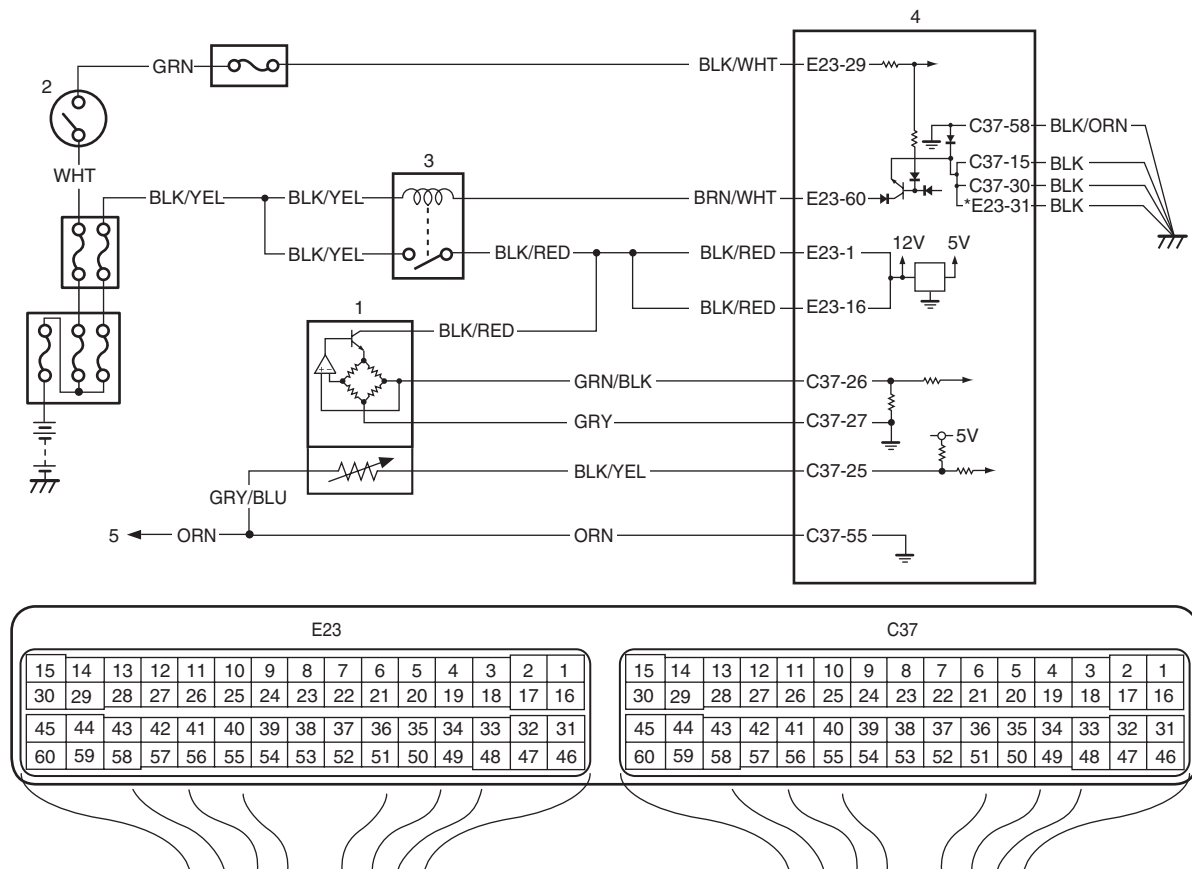 4
GRN BLK/WHT E23-29
2
C37-58 BLK/ORN
3
WHT
C37-15 BLK
BLK/YEL BLK/YEL BRN/WHT E23-60 C37-30 BLK
*E23-31 BLK
12V 5V
BLK/YEL BLK/RED BLK/RED E23-1
1
BLK/RED E23-16
BLK/RED
+ -
GRN/BLK C37-26
GRY C37-27
5V
BLK/YEL C37-25
GRY/BLU
5 ORN ORN C37-55
E23 C37
15 14 13 12 11 10 9 8 7 6 5 4 3 2 1 15 14 13 12 11 10 9 8 7 6 5 4 3 2 1
30 29 28 27 26 25 24 23 22 21 20 19 18 17 16 30 29 28 27 26 25 24 23 22 21 20 19 18 17 16
45 44 43 42 41 40 39 38 37 36 35 34 33 32 31 45 44 43 42 41 40 39 38 37 36 35 34 33 32 31
60 59 58 57 56 55 54 53 52 51 50 49 48 47 46 60 59 58 57 56 55 54 53 52 51 50 49 48 47 46